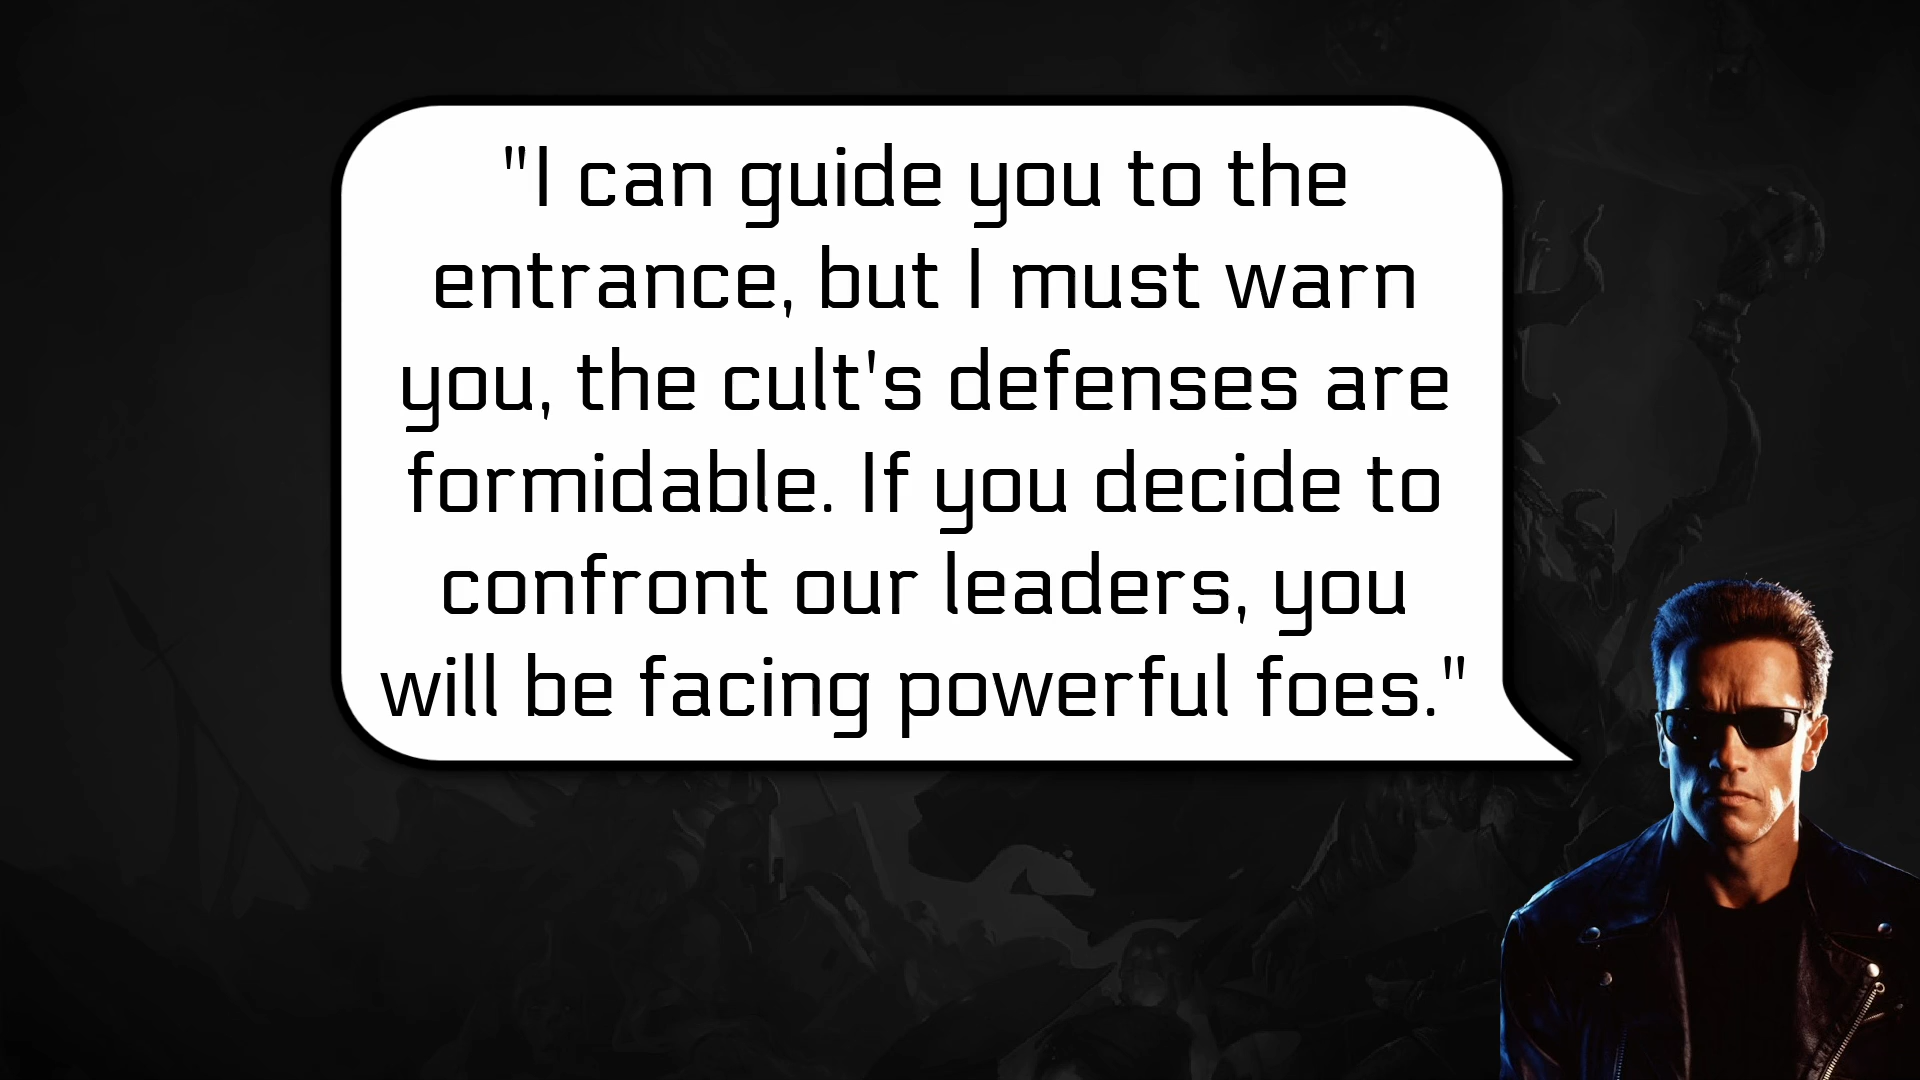 "I can guide you to the
entrance, but I must warn
you, the cult's defenses are
formidable. If you decide to
confront our leaders, you
will be facing powerful foes."